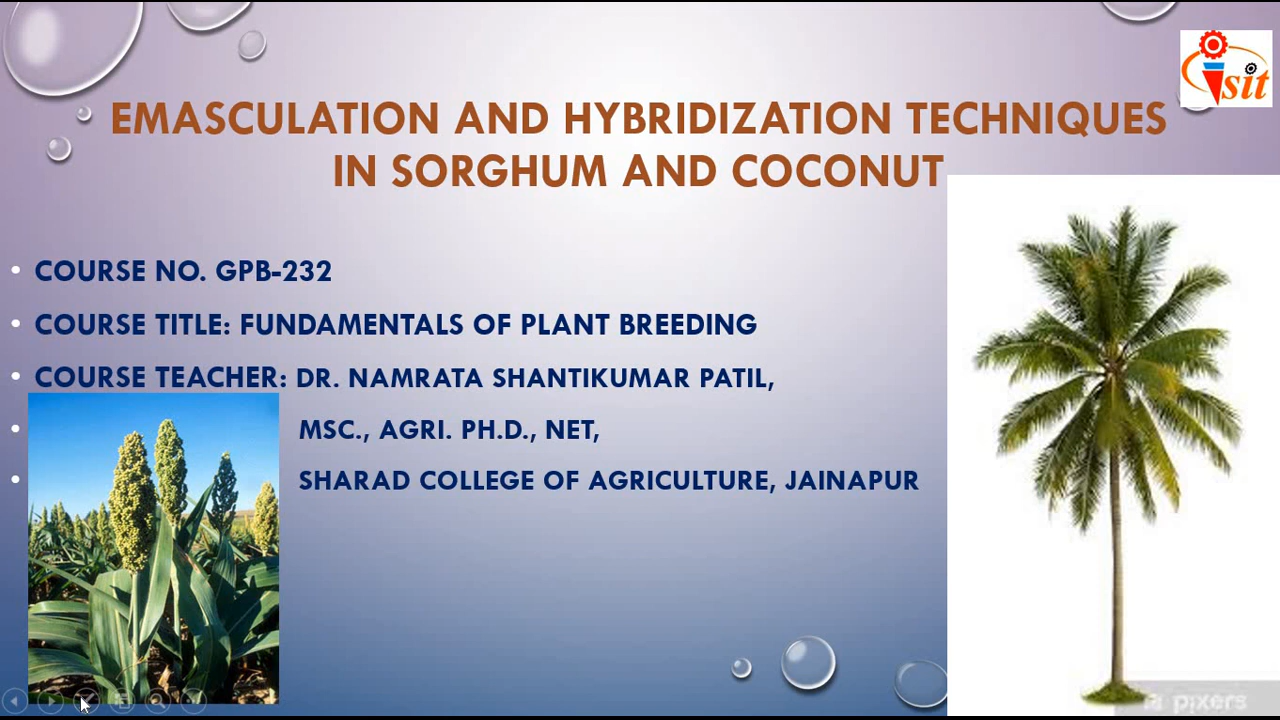 sit
EMASCULATION AND HYBRIDIZATION TECHNIQUES
IN SORGHUM AND COCONUT
• COURSE NO. GPB-232
• COURSE TITLE: FUNDAMENTALS OF PLANT BREEDING
• COURSE TEACHER: DR. NAMRATA SHANTIKUMAR PATIL,
• MSC., AGRI. PH.D., NET,
• SHARAD COLLEGE OF AGRICULTURE, JAINAPUR
pixers